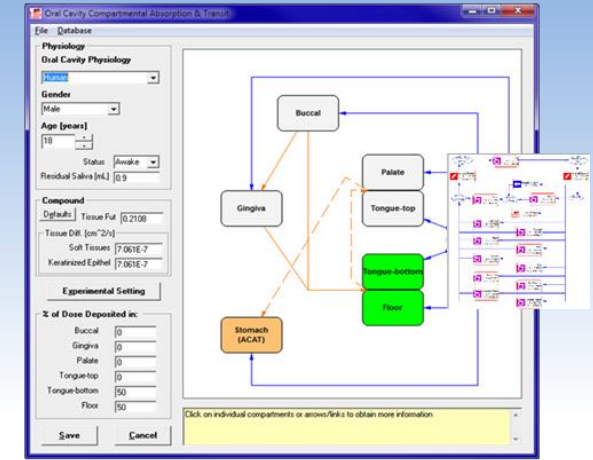 Oral Cavity Compartmental Absorption & Transit
File Database
Physiology
Oral Cavity Physiology
Human
Gender
Male
Age [years]
18
Status Awake
Residual Saliva [mL] 0.9
Compound
Defaults Tissue Fut 0.2108
Tissue Diff. [cm^2/s]
Soft Tissues 7.061E-7
Keratinized Epithel 7.061E-7
Experimental Setting
% of Dose Deposited in:
Buccal 0
Gingiva 0
Palate 0
Tongue-top 0
Tongue-bottom 50
Floor 50
Save Cancel
Buccal
Palate
Gingiva
Tongue-top
Tongue-bottom
Floor
Stomach
(ACAT)
Click on individual compartments or arrows/links to obtain more information